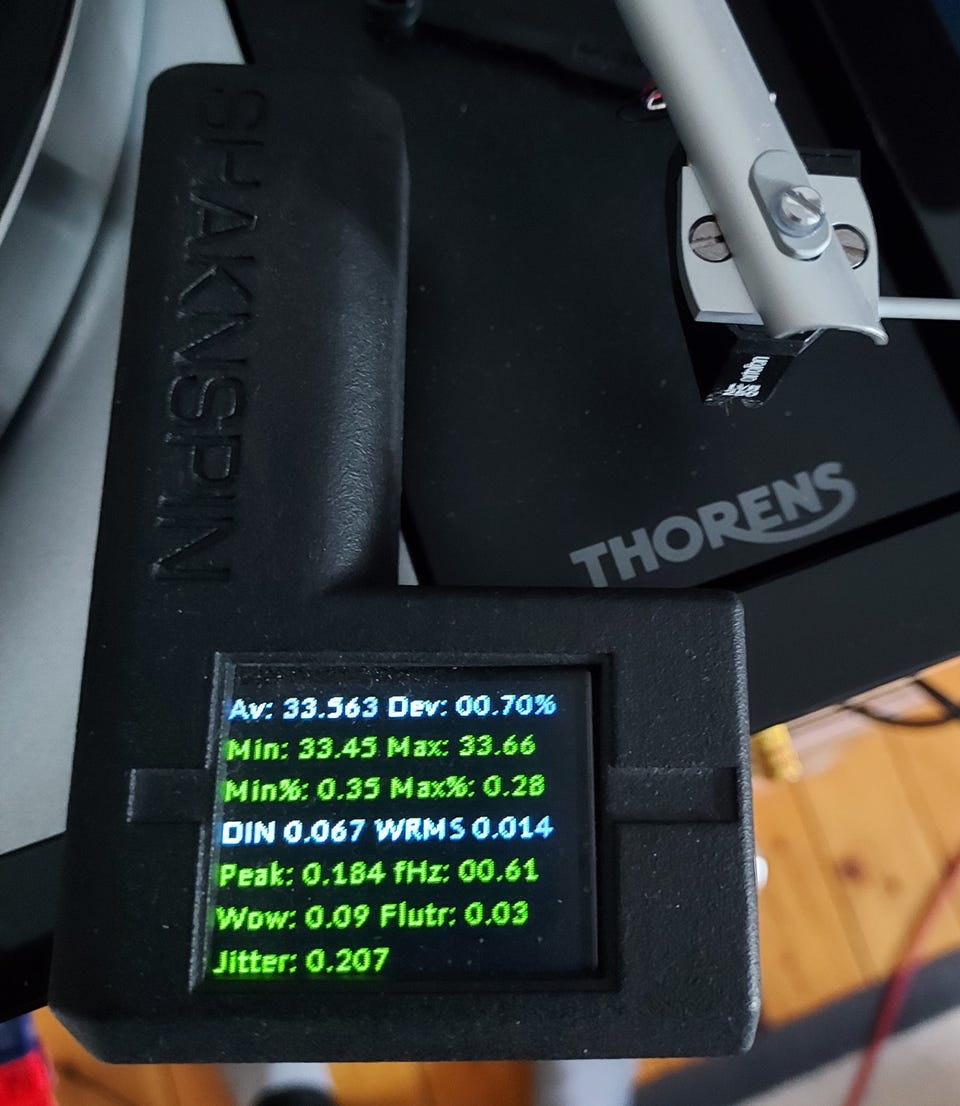 SHAKNSPIN
ortofon
THORENS
Av: 33.563 Dev: 00.70%
Min: 33.45 Max: 33.66
Min%: 0.35 Max%: 0.28
DIN 0.067 WRMS 0.014
Peak: 0.184 fHz: 00.61
Wow: 0.09 Flutr: 0.03
Jitter: 0.207